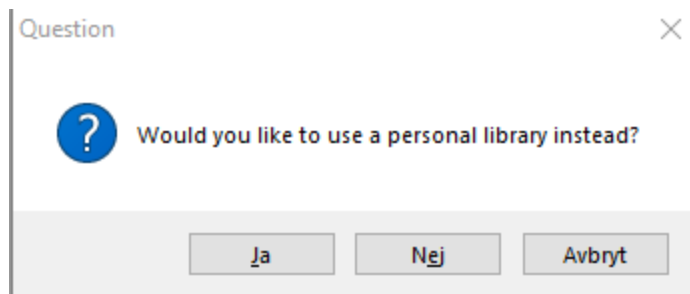 Question
Would you like to use a personal library instead?
Ja
Nej
Avbryt